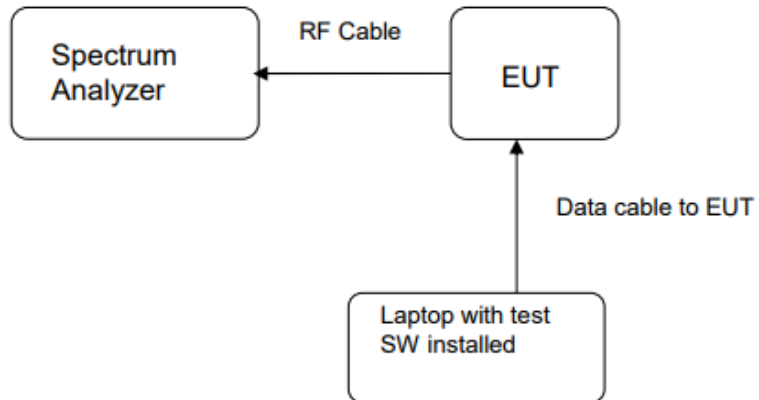 RF Cable
Spectrum
Analyzer
EUT
Data cable to EUT
Laptop with test
SW installed